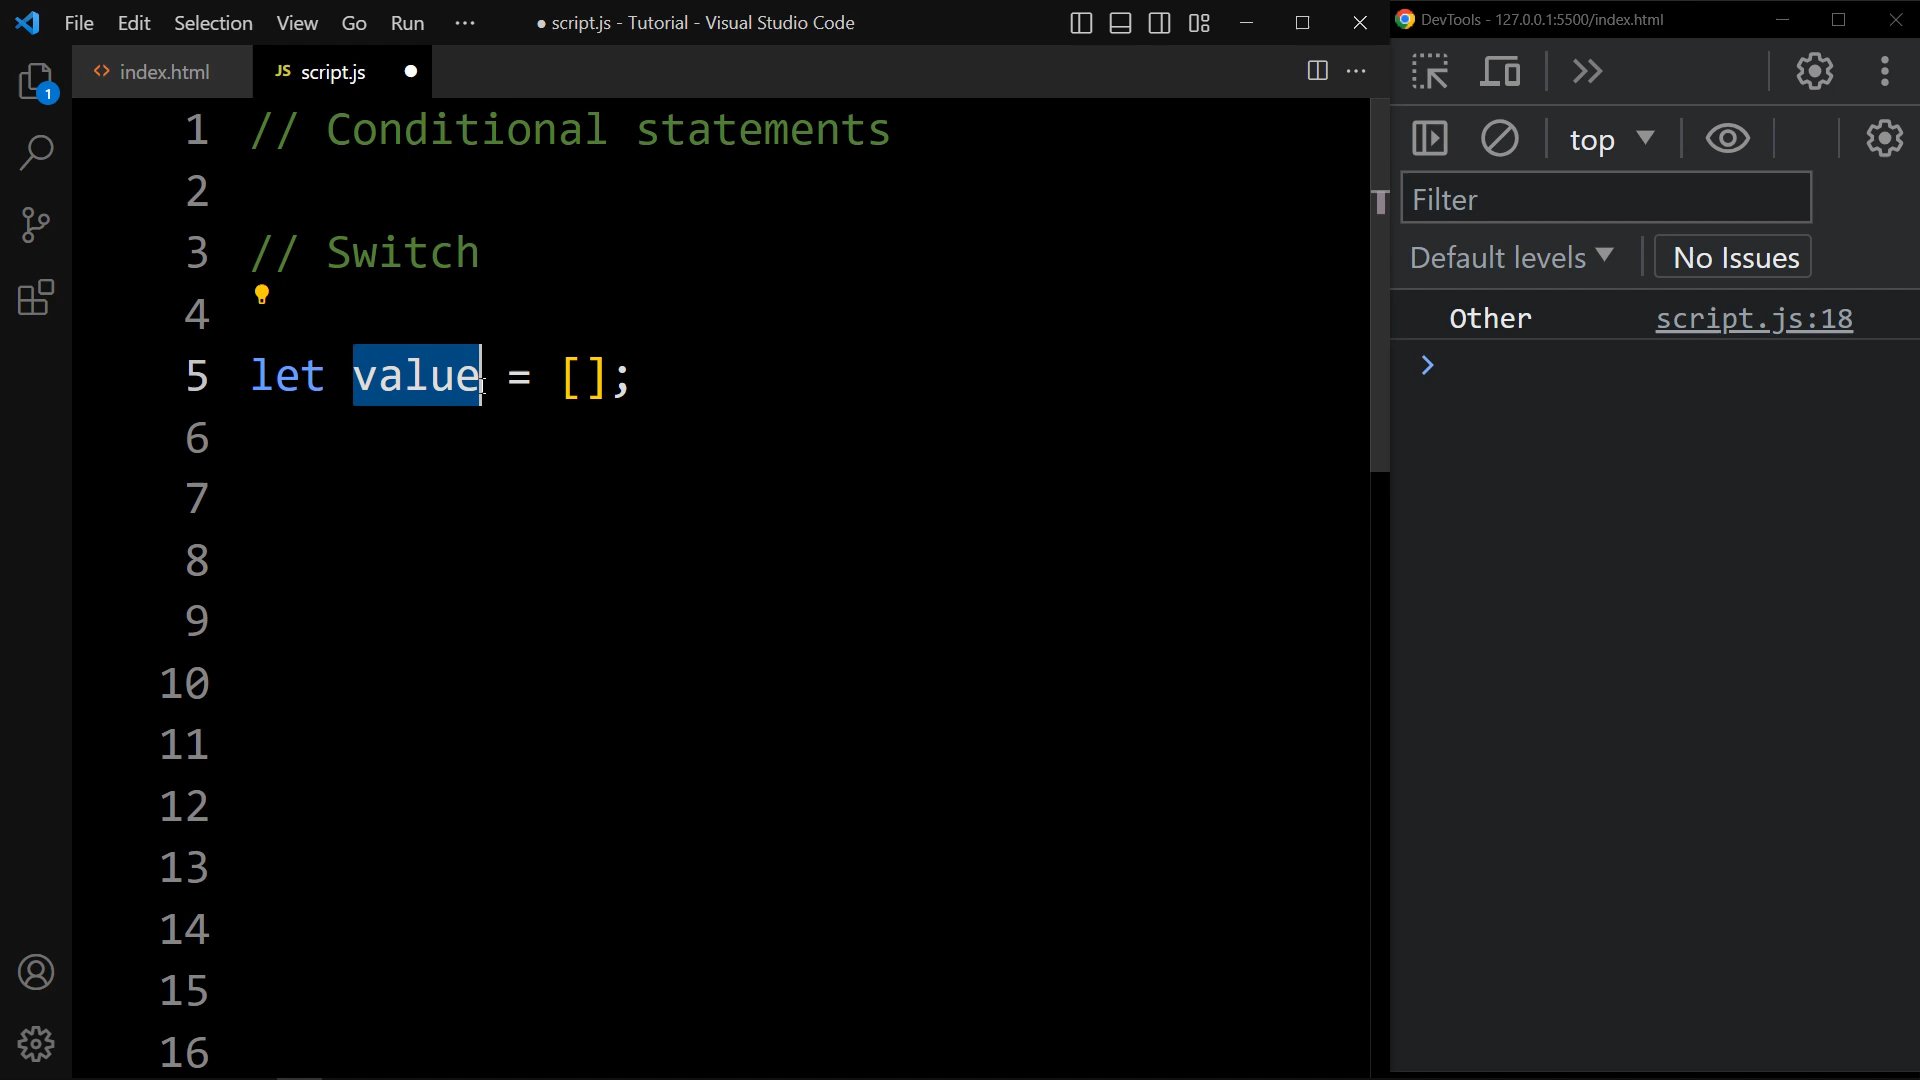 File Edit Selection View Go Run ··· ● script.js - Tutorial - Visual Studio Code
DevTools - 127.0.0.1:5500/index.html
<> index.html JS script.js ●
1
top
Filter
Default levels No Issues
Other script.js:18
1 // Conditional statements
2
3 // Switch
4
5 let value = [];
6
7
8
9
10
11
12
13
14
15
16